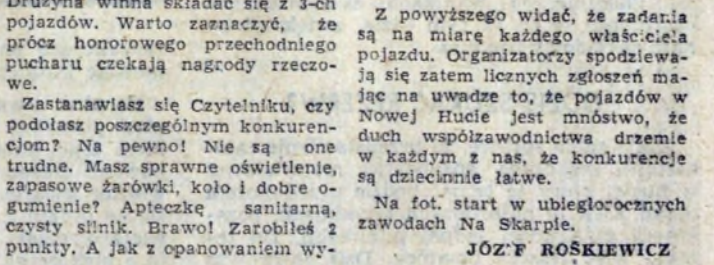 Drużyna winna składać się z 3-ch
pojazdów. Warto zaznaczyć, że
prócz honorowego przechodniego
pucharu czekają nagrody rzeczo-
we.
Zastanawiasz się Czytelniku, czy
podołasz poszczególnym konkuren-
cjom? Na pewno! Nie są one
trudne. Masz sprawne oświetlenie,
zapasowe żarówki, koło i dobre o-
gumienie? Apteczkę sanitarną,
czysty silnik. Brawo! Zarobiłeś 2
punkty. A jak z opanowaniem wy-
Z powyższego widać, że zadania
są na miarę każdego właściciela
pojazdu. Organizatorzy spodziewa-
ją się zatem licznych zgłoszeń ma-
jąc na uwadze to, że pojazdów w
Nowej Hucie jest mnóstwo, że
duch współzawodnictwa drzemie
w każdym z nas, że konkurencje
są dziecinnie łatwe.
Na fot. start w ubiegłorocznych
zawodach Na Skarpie.
JÓZEF ROŚKIEWICZ